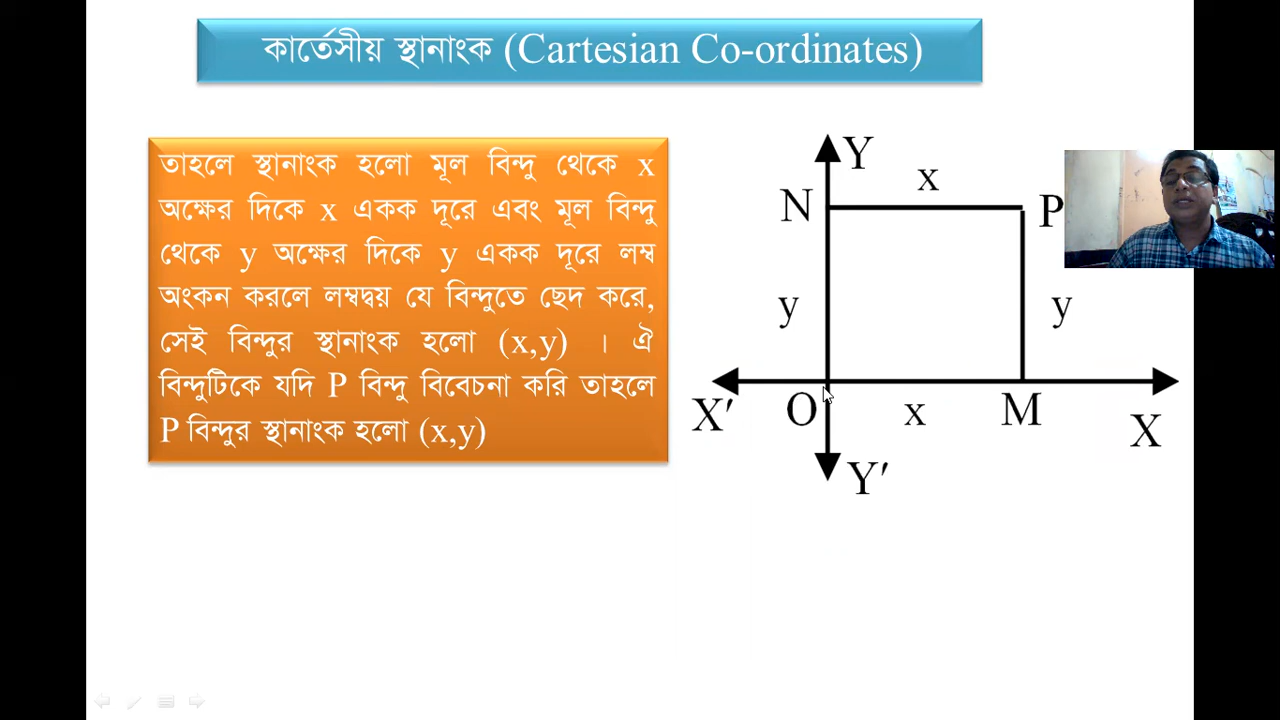 কার্তেসীয় স্থানাংক (Cartesian Co-ordinates)
তাহলে স্থানাংক হলো মূল বিন্দু থেকে x
অক্ষের দিকে x একক দূরে এবং মূল বিন্দু
থেকে y অক্ষের দিকে y একক দূরে লম্ব
অংকন করলে লম্বদ্বয় যে বিন্দুতে ছেদ করে,
সেই বিন্দুর স্থানাংক হলো (x,y) । ঐ
বিন্দুটিকে যদি P বিন্দু বিবেচনা করি তাহলে
P বিন্দুর স্থানাংক হলো (x,y)
Y
x
N
P
y
y
X′
O
x
M
X
Y′